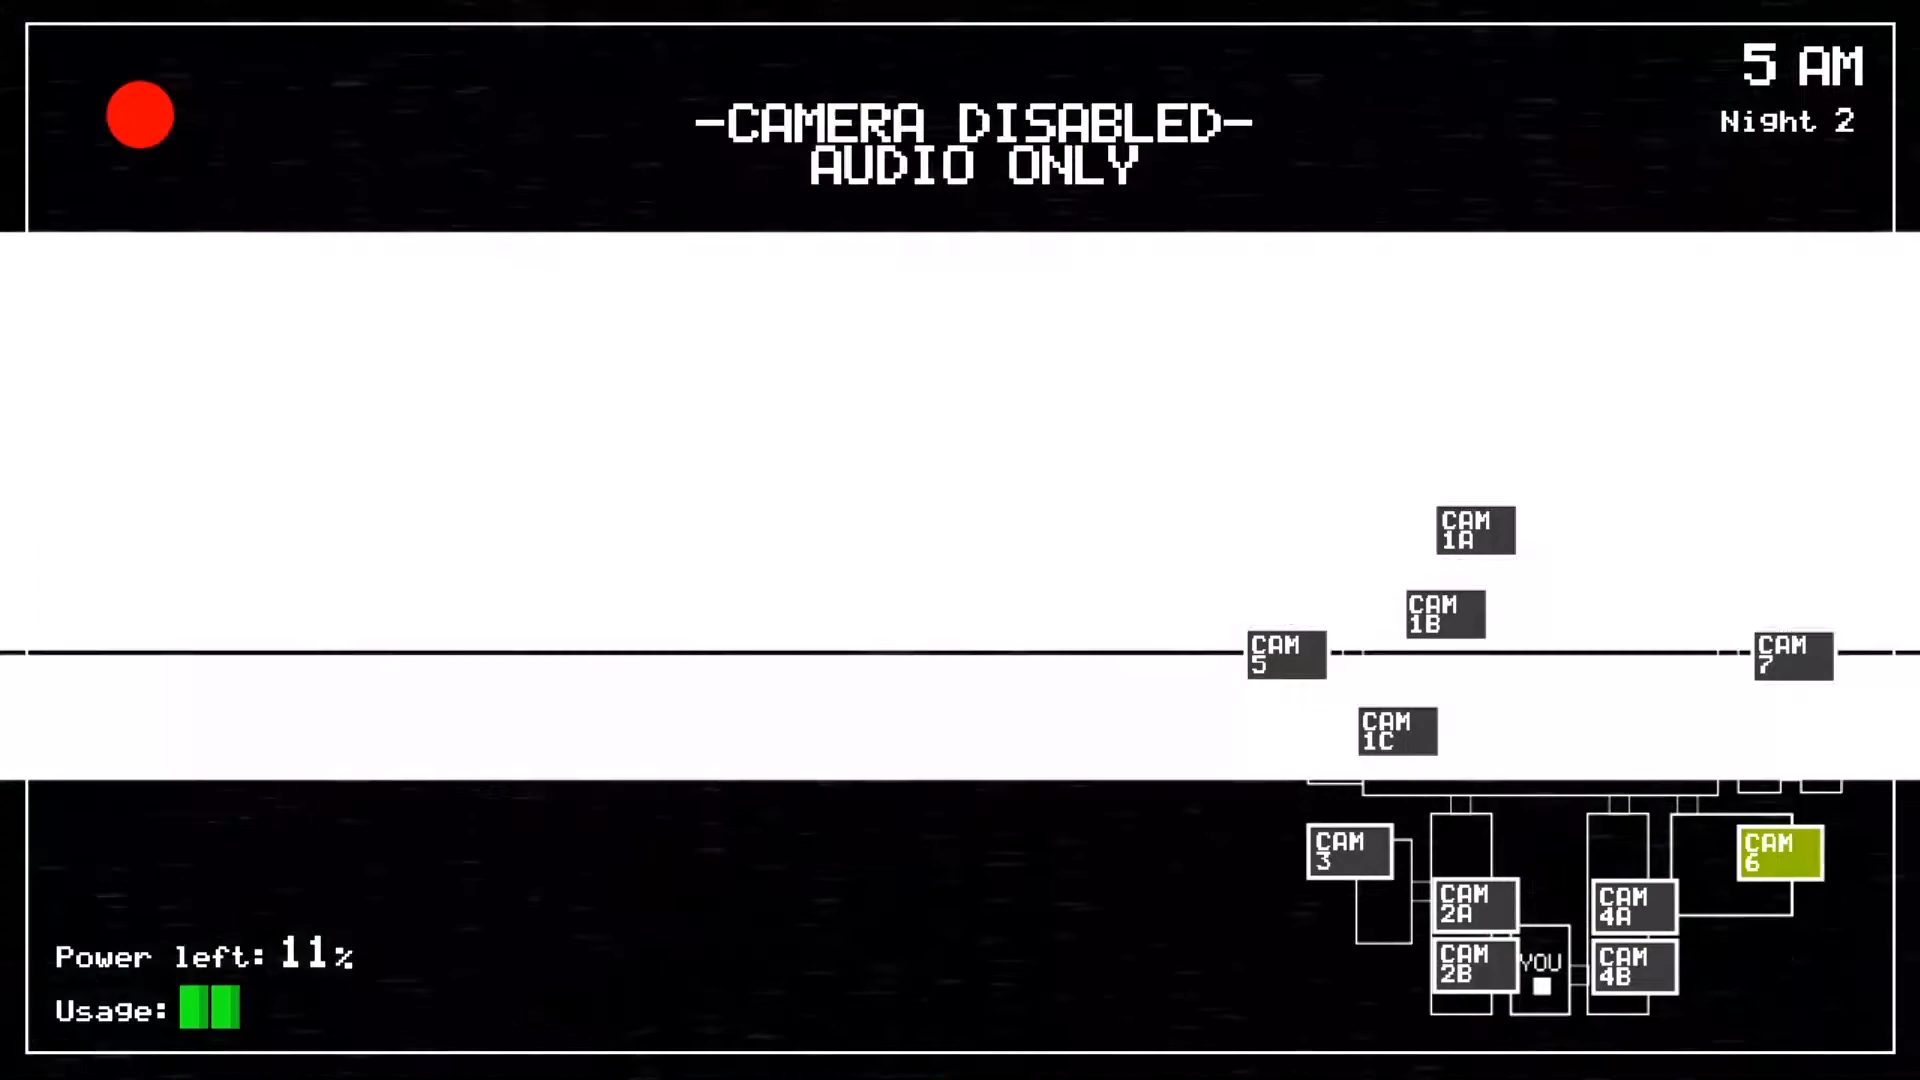 5 AM
Night 2
-CAMERA DISABLED-
AUDIO ONLY
CAM
1A
CAM
1B
CAM
5
CAM
7
CAM
1C
CAM
3
CAM
6
CAM
2A
CAM
4A
CAM
2B
YOU
CAM
4B
Power left: 11%
Usage: